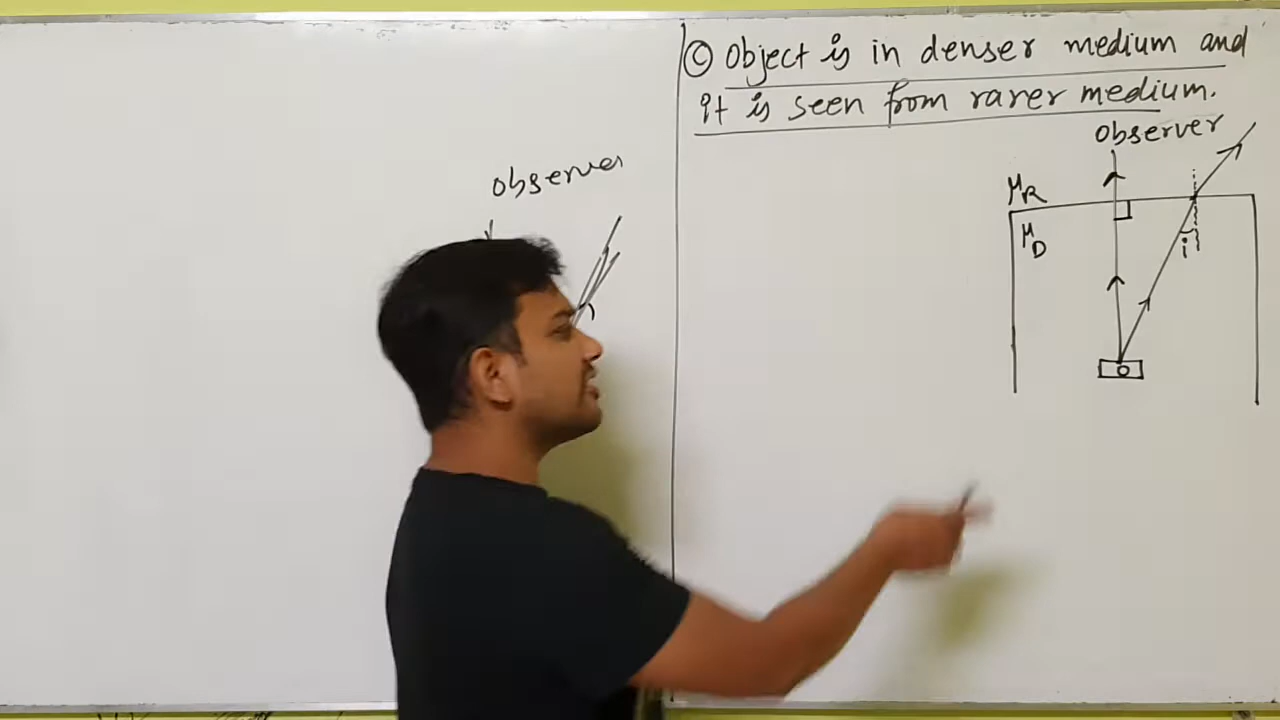 © Object is in denser medium and
it is seen from rarer medium.
Observer
Observer
μR
μD
i
O